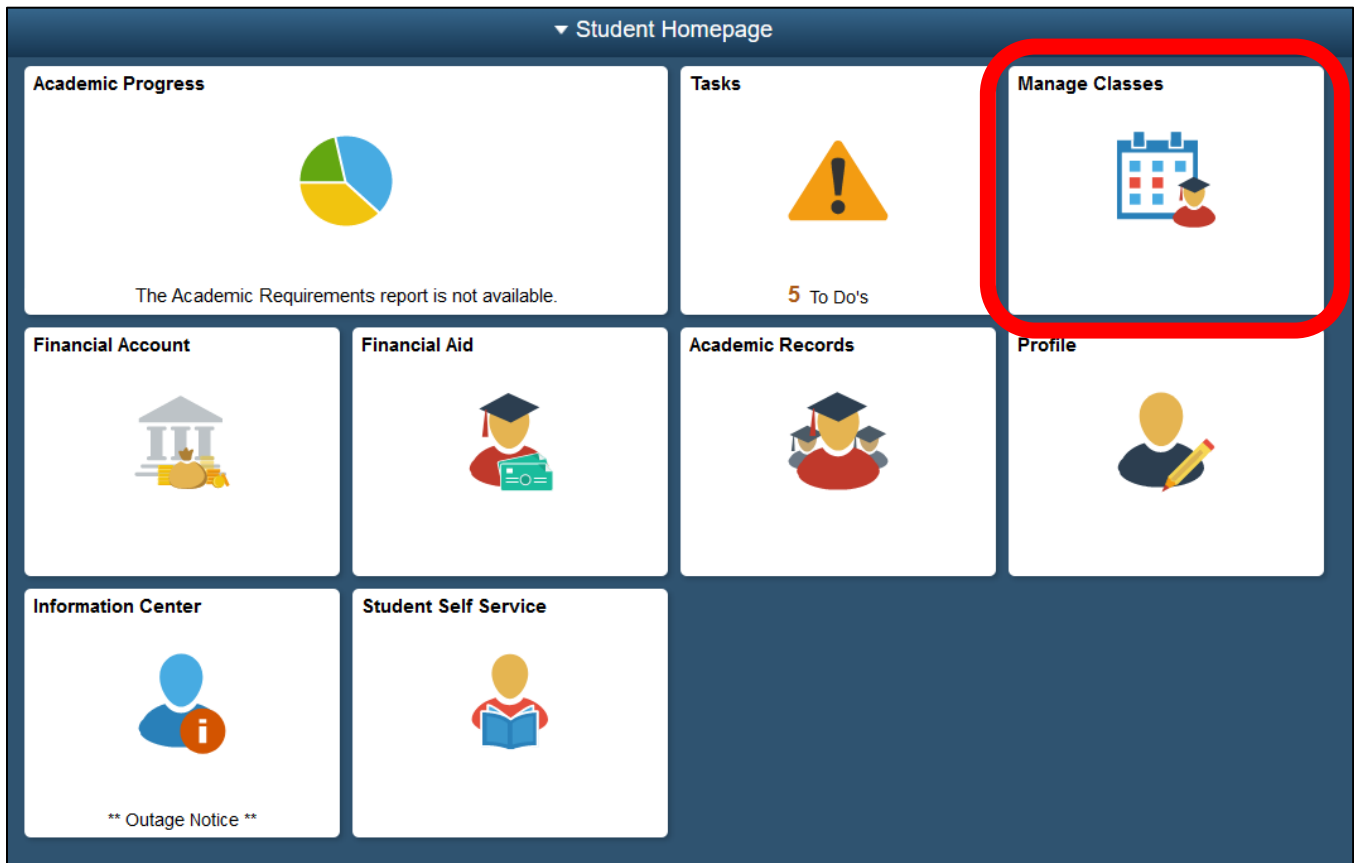 Student Homepage
Academic Progress
The Academic Requirements report is not available.
Tasks
5 To Do's
Manage Classes
Financial Account
Financial Aid
Academic Records
Profile
Information Center
** Outage Notice **
Student Self Service